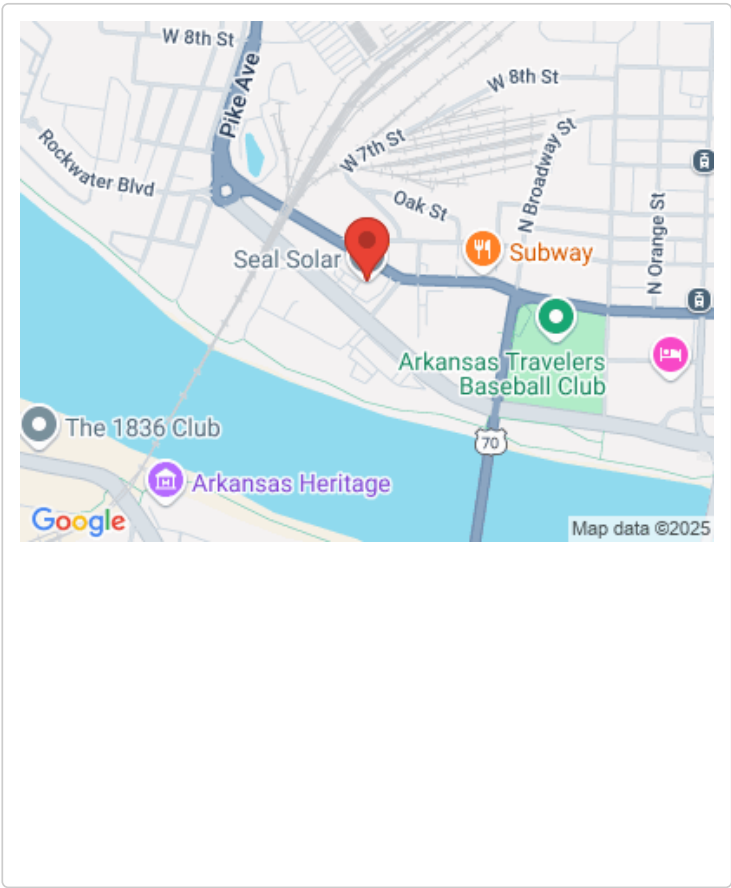 W 8th St
Pike Ave
W 8th St
W 7th St
Rockwater Blvd
Oak St
N Broadway St
N Orange St
Seal Solar
Subway
Arkansas Travelers
Baseball Club
The 1836 Club
70
Arkansas Heritage
Google
Map data ©2025